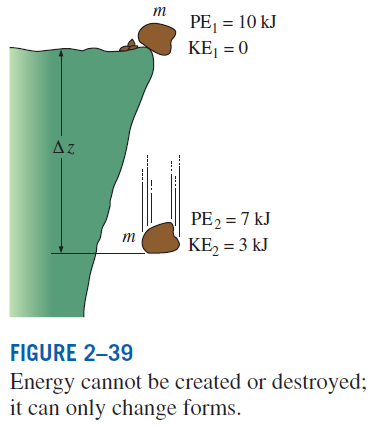 m
PE₁ = 10 kJ
KE₁ = 0
Δz
PE₂ = 7 kJ
m
KE₂ = 3 kJ
FIGURE 2–39
Energy cannot be created or destroyed;
it can only change forms.